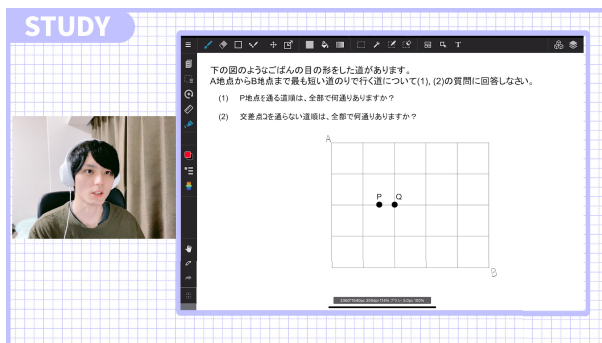 STUDY
下の図のようなごばんの目の形をした道があります。
A地点からB地点まで最も短い道のりで行く道について(1), (2)の質問に回答しなさい。
(1) P地点を通る道順は、全部で何通りありますか？
(2) 交差点Qを通らない道順は、全部で何通りありますか？
A
P Q
B